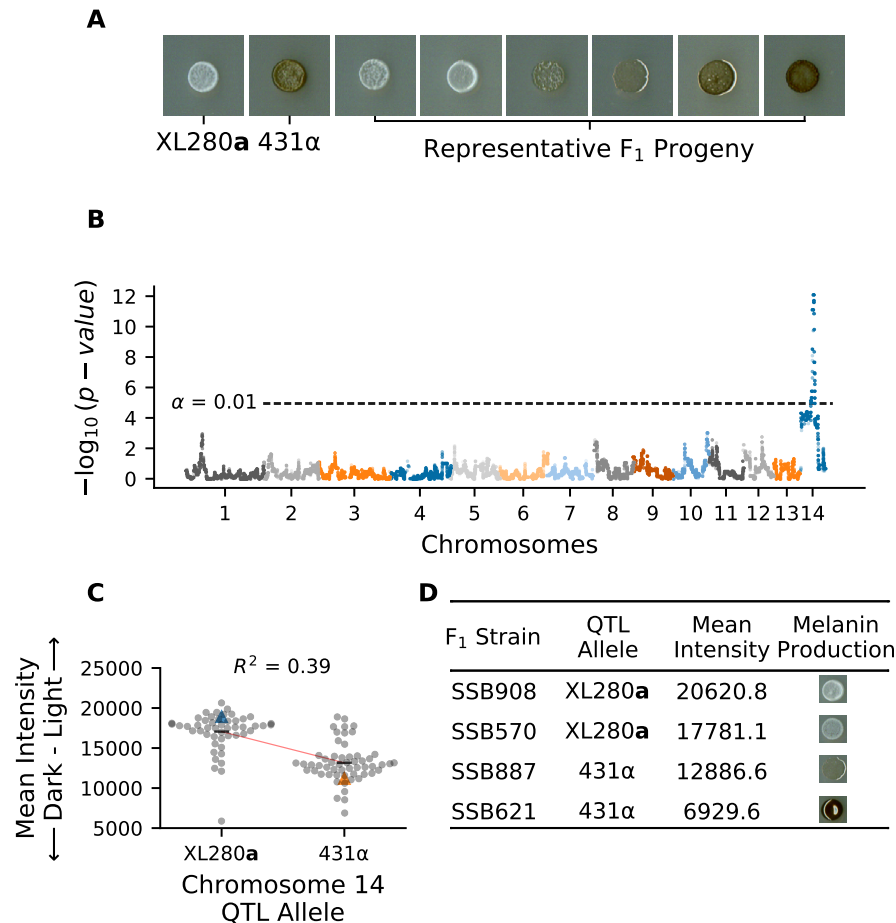 A
XL280a 431α
Representative F1 Progeny
B
−log10 (p − value)
12
10
8
6
4
2
0
α = 0.01
1 2 3 4 5 6 7 8 9 10 11 12 13 14
Chromosomes
C
Mean Intensity
⟵ Dark - Light ⟶
R2 = 0.39
25000
20000
15000
10000
5000
XL280a 431α
Chromosome 14
QTL Allele
D
F1 Strain QTL Allele Mean Intensity Melanin Production
SSB908 XL280a 20620.8
SSB570 XL280a 17781.1
SSB887 431α 12886.6
SSB621 431α 6929.6